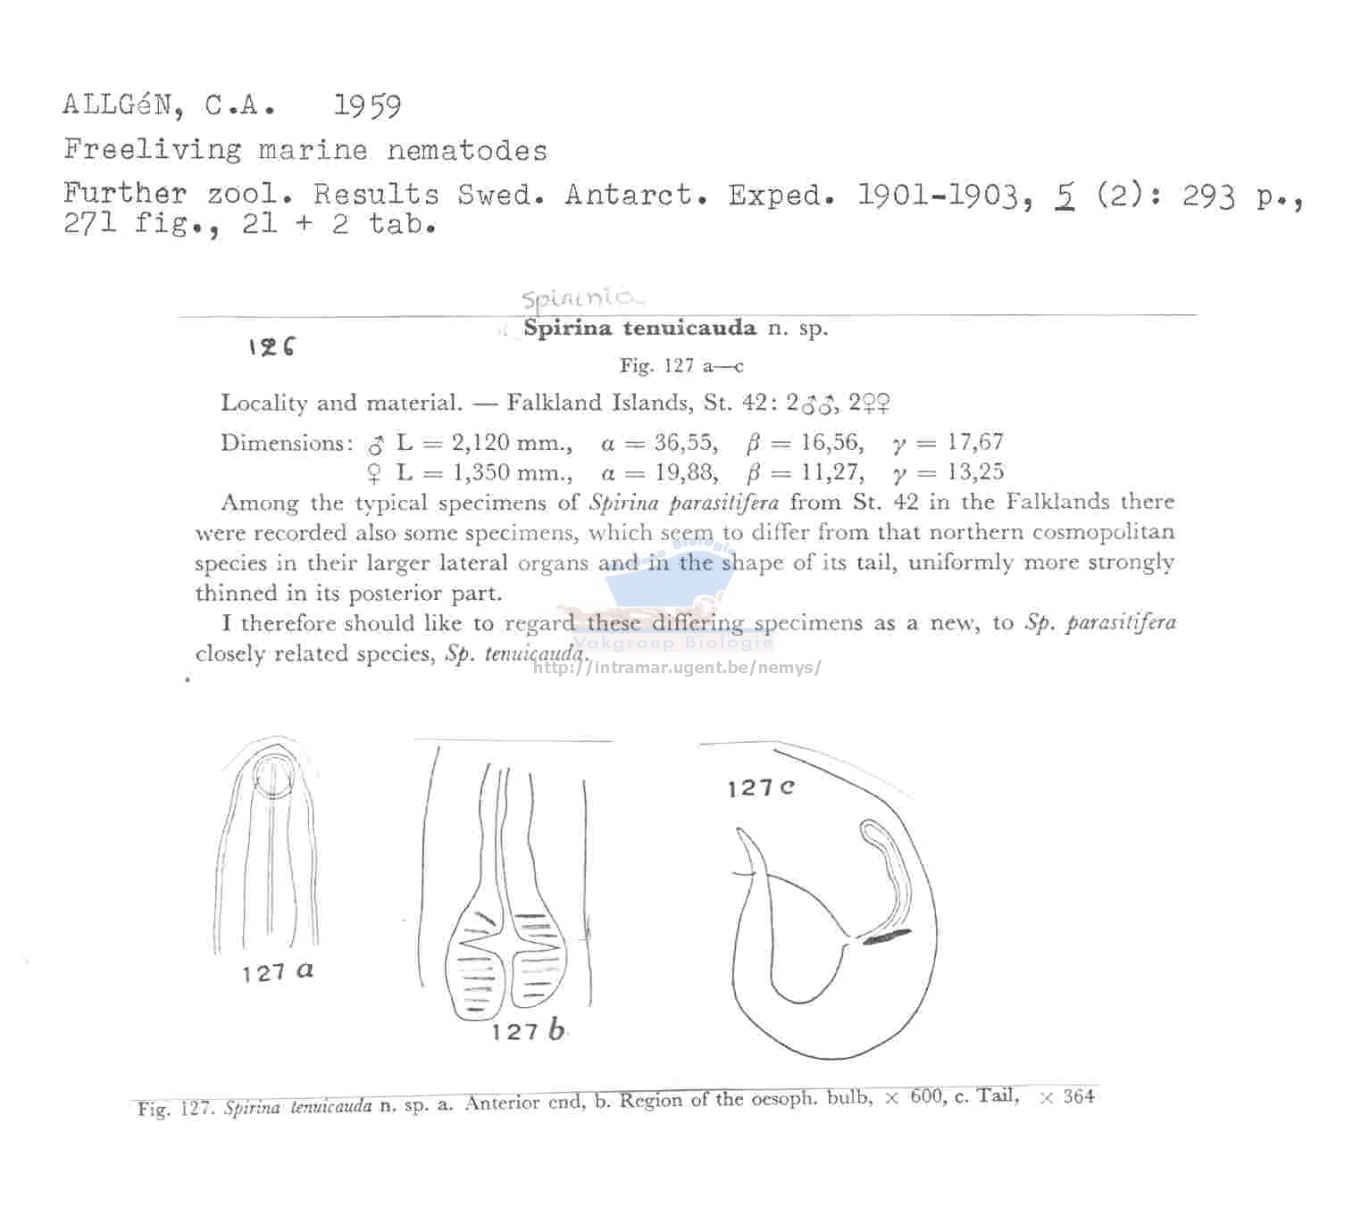 ALLGéN, C.A. 1959
Freeliving marine nematodes
Further zool. Results Swed. Antarct. Exped. 1901-1903, 5 (2): 293 p.,
271 fig., 21 + 2 tab.
Spirinia
Spirina tenuicauda n. sp.
126
Fig. 127 a—c
Locality and material. — Falkland Islands, St. 42: 2♂♂, 2♀♀
Dimensions: ♂ L = 2,120 mm., α = 36,55, β = 16,56, γ = 17,67
♀ L = 1,350 mm., α = 19,88, β = 11,27, γ = 13,25
Among the typical specimens of Spirina parasitifera from St. 42 in the Falklands there
were recorded also some specimens, which seem to differ from that northern cosmopolitan
species in their larger lateral organs and in the shape of its tail, uniformly more strongly
thinned in its posterior part.
I therefore should like to regard these differing specimens as a new, to Sp. parasitifera
closely related species, Sp. tenuicauda.
Vakgroep Biologie
http://intramar.ugent.be/nemys/
127 c
127 a
127 b
Fig. 127. Spirina tenuicauda n. sp. a. Anterior end, b. Region of the oesoph. bulb, × 600, c. Tail, × 364